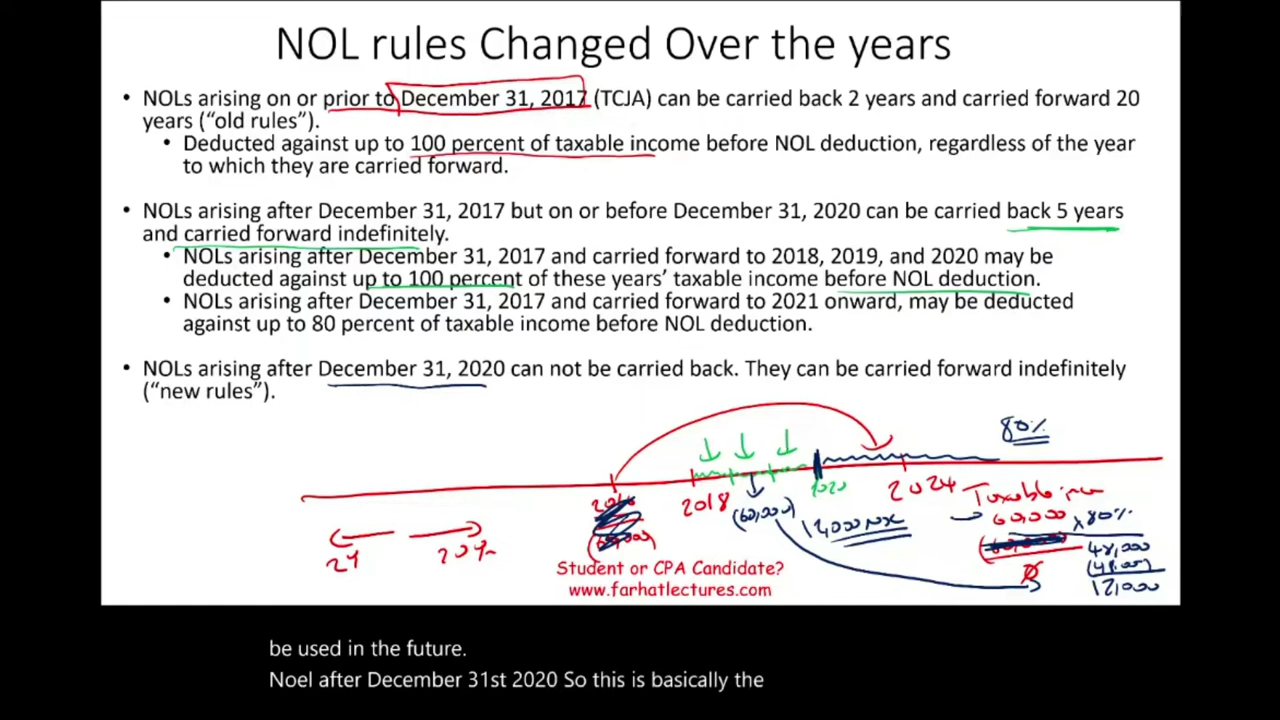 NOL rules Changed Over the years
• NOLs arising on or prior to December 31, 2017 (TCJA) can be carried back 2 years and carried forward 20
years ("old rules").
• Deducted against up to 100 percent of taxable income before NOL deduction, regardless of the year
to which they are carried forward.
• NOLs arising after December 31, 2017 but on or before December 31, 2020 can be carried back 5 years
and carried forward indefinitely.
• NOLs arising after December 31, 2017 and carried forward to 2018, 2019, and 2020 may be
deducted against up to 100 percent of these years' taxable income before NOL deduction.
• NOLs arising after December 31, 2017 and carried forward to 2021 onward, may be deducted
against up to 80 percent of taxable income before NOL deduction.
• NOLs arising after December 31, 2020 can not be carried back. They can be carried forward indefinitely
("new rules").
80%
2018
(60,000)
2020
2024
12,000
Taxable
60,000
x80%
48,000
12,000
Student or CPA Candidate?
www.farhatlectures.com
be used in the future.
Noel after December 31st 2020 So this is basically the